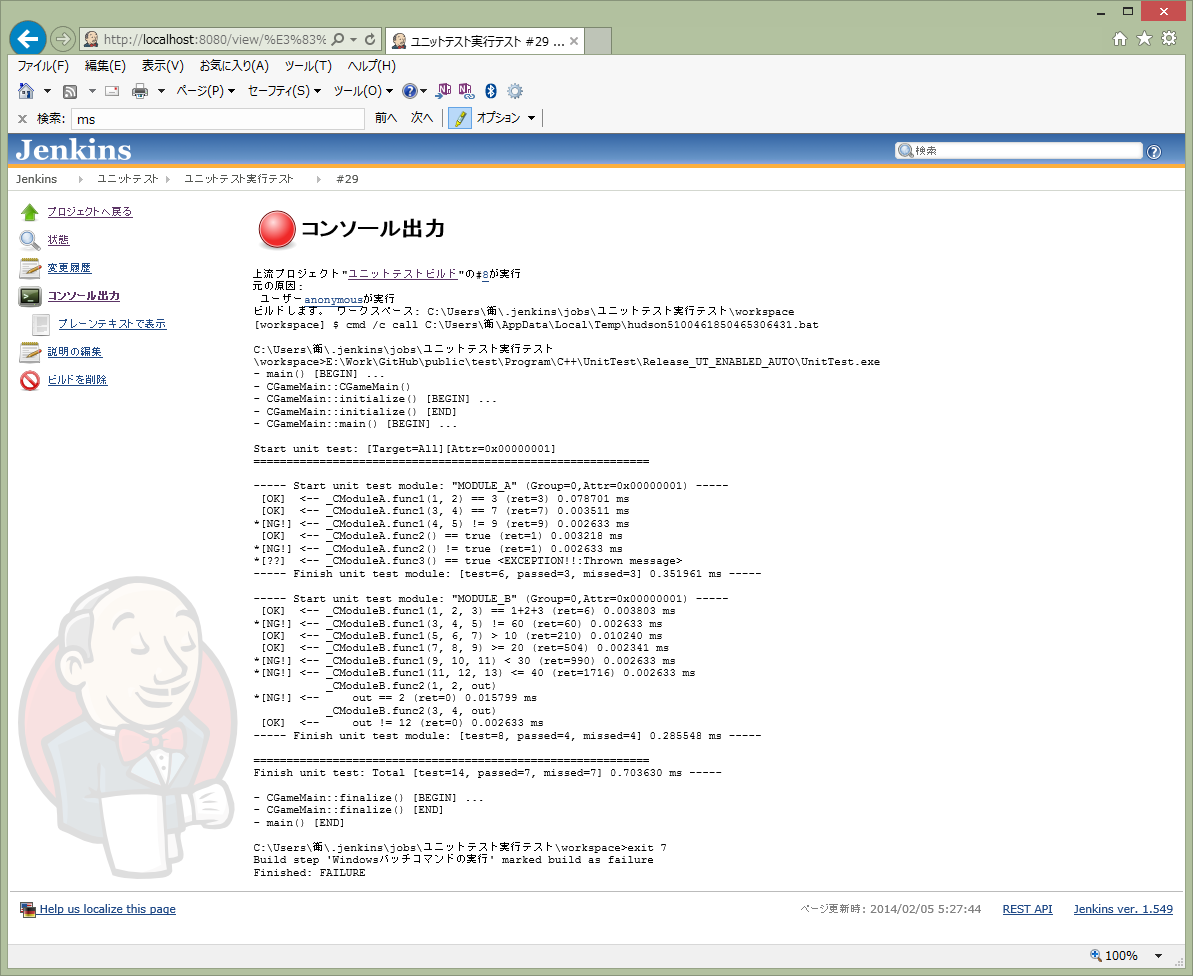 http://localhost:8080/view/%E3%83%
ユニットテスト実行テスト #29 ...
ファイル(F) 編集(E) 表示(V) お気に入り(A) ツール(T) ヘルプ(H)
ページ(P) セーフティ(S) ツール(O)
検索: ms 前へ 次へ オプション
Jenkins 検索
Jenkins ユニットテスト ユニットテスト実行テスト #29
プロジェクトへ戻る
状態
変更履歴
コンソール出力
プレーンテキストで表示
説明の編集
ビルドを削除
コンソール出力
上流プロジェクト"ユニットテストビルド"の#8が実行
元の原因:
ユーザーanonymousが実行
ビルドします。 ワークスペース: C:\Users\衛\.jenkins\jobs\ユニットテスト実行テスト\workspace
[workspace] $ cmd /c call C:\Users\衛\AppData\Local\Temp\hudson5100461850465306431.bat
C:\Users\衛\.jenkins\jobs\ユニットテスト実行テスト
\workspace>E:\Work\GitHub\public\test\Program\C++\UnitTest\Release_UT_ENABLED_AUTO\UnitTest.exe
- main() [BEGIN] ...
- CGameMain::CGameMain()
- CGameMain::initialize() [BEGIN] ...
- CGameMain::initialize() [END]
- CGameMain::main() [BEGIN] ...
Start unit test: [Target=All][Attr=0x00000001]
============================================================
----- Start unit test module: "MODULE_A" (Group=0,Attr=0x00000001) -----
[OK] <-- _CModuleA.func1(1, 2) == 3 (ret=3) 0.078701 ms
[OK] <-- _CModuleA.func1(3, 4) == 7 (ret=7) 0.003511 ms
*[NG!] <-- _CModuleA.func1(4, 5) != 9 (ret=9) 0.002633 ms
[OK] <-- _CModuleA.func2() == true (ret=1) 0.003218 ms
*[NG!] <-- _CModuleA.func2() != true (ret=1) 0.002633 ms
*[??] <-- _CModuleA.func3() == true <EXCEPTION!!:Thrown message>
----- Finish unit test module: [test=6, passed=3, missed=3] 0.351961 ms -----
----- Start unit test module: "MODULE_B" (Group=0,Attr=0x00000001) -----
[OK] <-- _CModuleB.func1(1, 2, 3) == 1+2+3 (ret=6) 0.003803 ms
*[NG!] <-- _CModuleB.func1(3, 4, 5) != 60 (ret=60) 0.002633 ms
[OK] <-- _CModuleB.func1(5, 6, 7) > 10 (ret=210) 0.010240 ms
[OK] <-- _CModuleB.func1(7, 8, 9) >= 20 (ret=504) 0.002341 ms
*[NG!] <-- _CModuleB.func1(9, 10, 11) < 30 (ret=990) 0.002633 ms
*[NG!] <-- _CModuleB.func1(11, 12, 13) <= 40 (ret=1716) 0.002633 ms
_CModuleB.func2(1, 2, out)
*[NG!] <-- out == 2 (ret=0) 0.015799 ms
_CModuleB.func2(3, 4, out)
[OK] <-- out != 12 (ret=0) 0.002633 ms
----- Finish unit test module: [test=8, passed=4, missed=4] 0.285548 ms -----
============================================================
Finish unit test: Total [test=14, passed=7, missed=7] 0.703630 ms -----
- CGameMain::finalize() [BEGIN] ...
- CGameMain::finalize() [END]
- main() [END]
C:\Users\衛\.jenkins\jobs\ユニットテスト実行テスト\workspace>exit 7
Build step 'Windowsバッチコマンドの実行' marked build as failure
Finished: FAILURE
Help us localize this page ページ更新時: 2014/02/05 5:27:44 REST API Jenkins ver. 1.549
100%